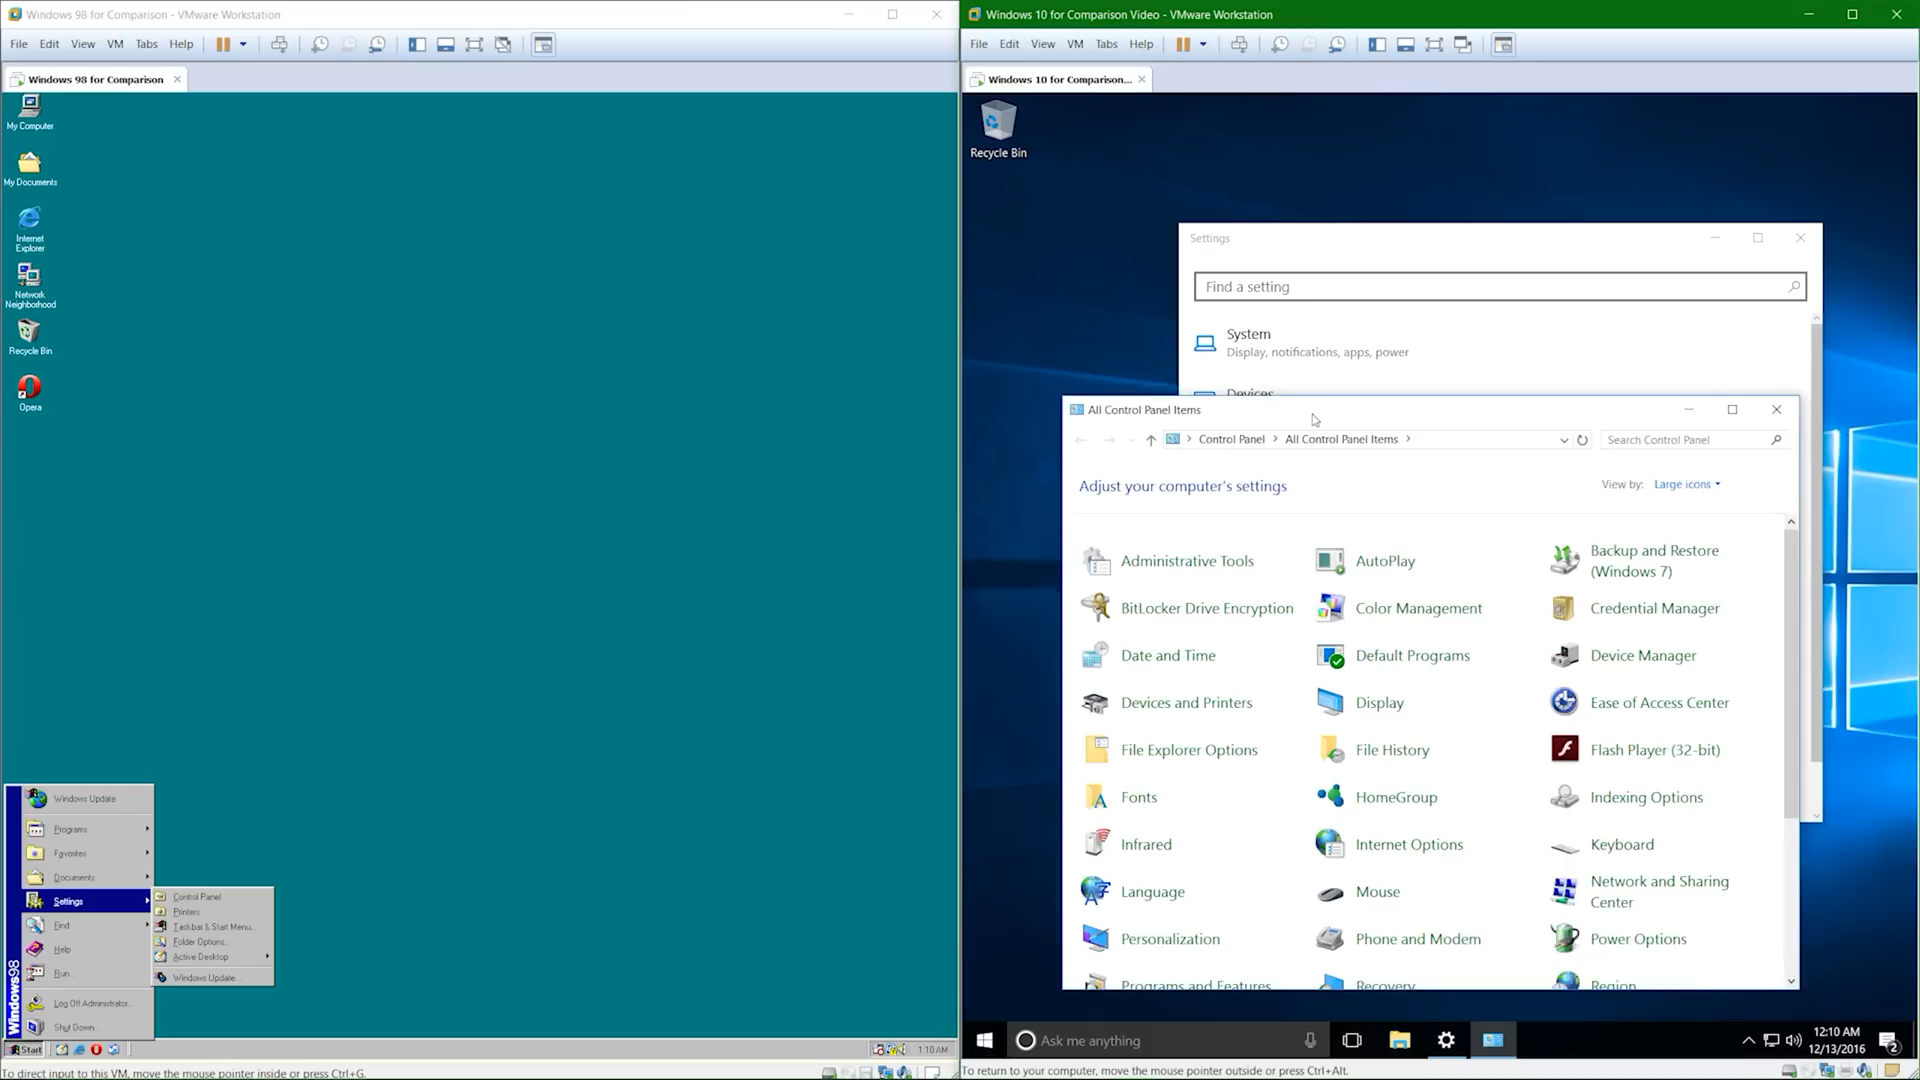 Windows 98 for Comparison - VMware Workstation
File Edit View VM Tabs Help
Windows 98 for Comparison
My Computer
My Documents
Internet
Explorer
Network
Neighborhood
Recycle Bin
Opera
Windows Update
Programs
Favorites
Documents
Settings
Find
Help
Run...
Log Off Administrator...
Shut Down...
Windows98
Control Panel
Printers
Taskbar & Start Menu...
Folder Options...
Active Desktop
Windows Update...
Start
1:10 AM
To direct input to this VM, move the mouse pointer inside or press Ctrl+G.
Windows 10 for Comparison Video - VMware Workstation
File Edit View VM Tabs Help
Windows 10 for Comparison...
Recycle Bin
Settings
Find a setting
System
Display, notifications, apps, power
Devices
All Control Panel Items
Control Panel All Control Panel Items
Search Control Panel
Adjust your computer's settings
View by: Large icons
Administrative Tools
AutoPlay
Backup and Restore
(Windows 7)
BitLocker Drive Encryption
Color Management
Credential Manager
Date and Time
Default Programs
Device Manager
Devices and Printers
Display
Ease of Access Center
File Explorer Options
File History
Flash Player (32-bit)
Fonts
HomeGroup
Indexing Options
Infrared
Internet Options
Keyboard
Language
Mouse
Network and Sharing
Center
Personalization
Phone and Modem
Power Options
Programs and Features
Recovery
Region
Ask me anything
12:10 AM
12/13/2016
2
To return to your computer, move the mouse pointer outside or press Ctrl+Alt.